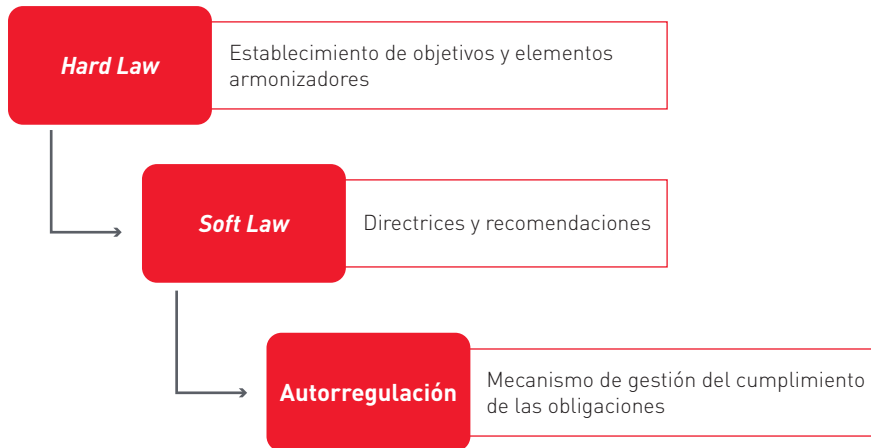 Hard Law
Establecimiento de objetivos y elementos
armonizadores
Soft Law
Directrices y recomendaciones
Autorregulación
Mecanismo de gestión del cumplimiento
de las obligaciones